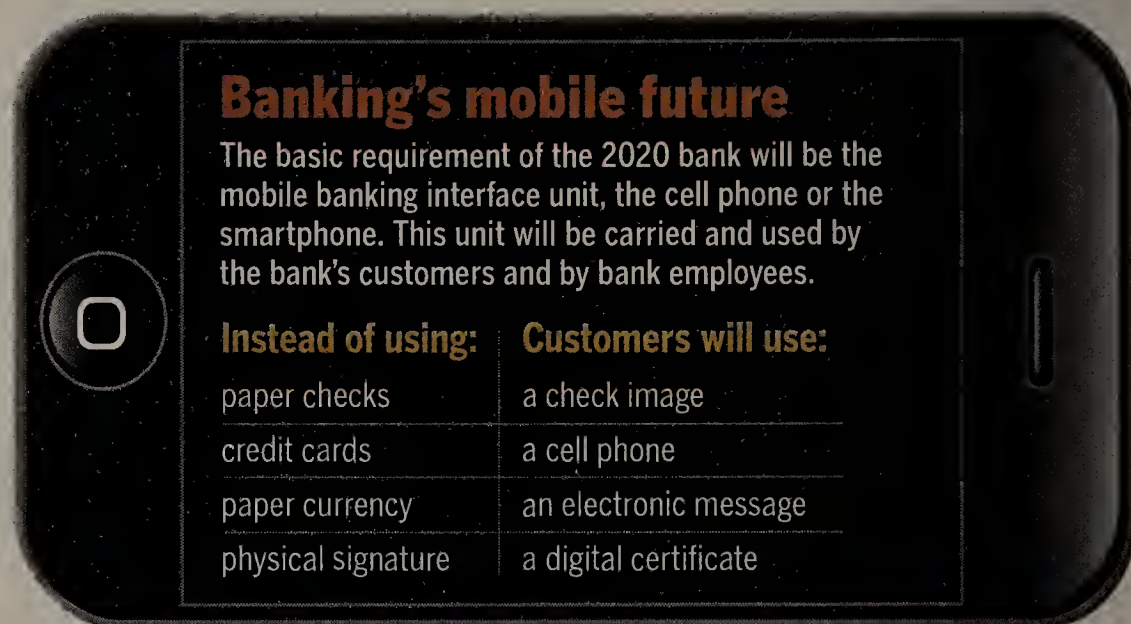 Banking's mobile future
The basic requirement of the 2020 bank will be the
mobile banking interface unit, the cell phone or the
smartphone. This unit will be carried and used by
the bank's customers and by bank employees.
Instead of using: Customers will use:
paper checks a check image
credit cards a cell phone
paper currency an electronic message
physical signature a digital certificate